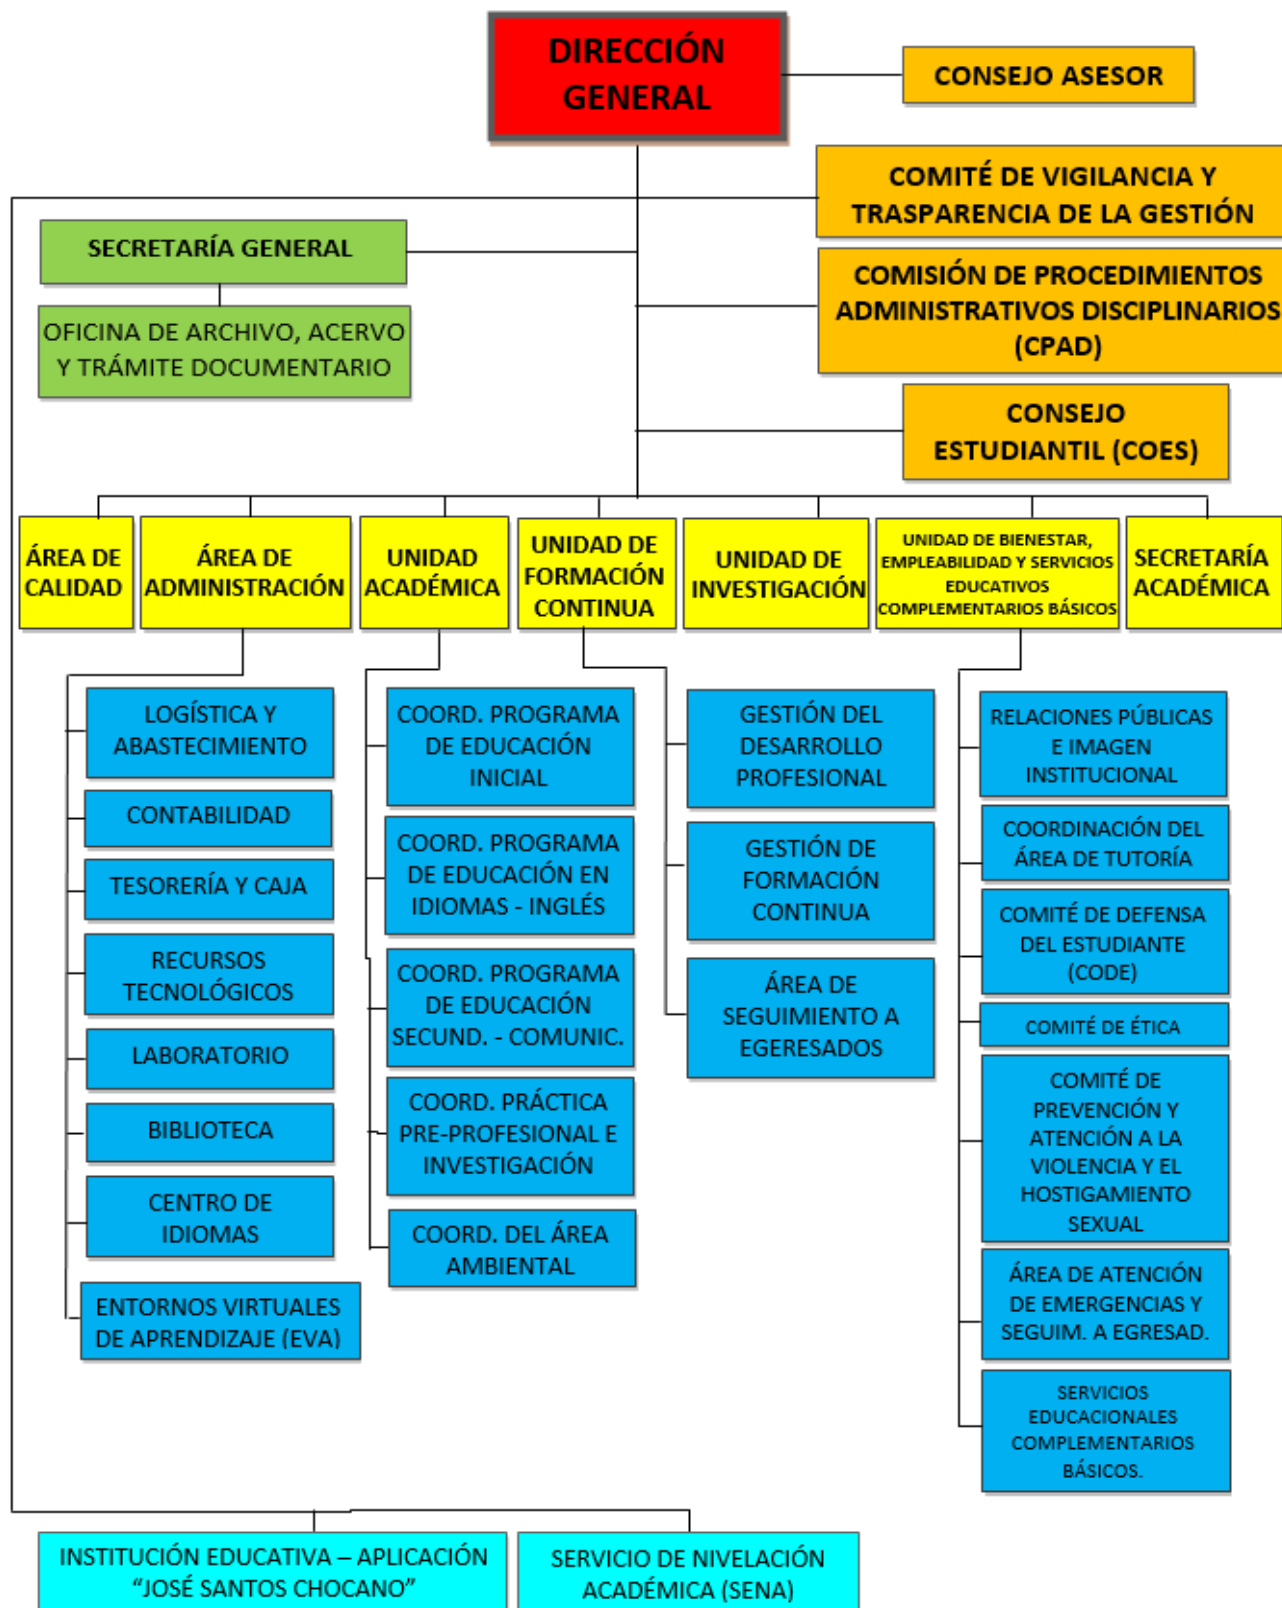 DIRECCIÓN
GENERAL
CONSEJO ASESOR
COMITÉ DE VIGILANCIA Y
TRASPARENCIA DE LA GESTIÓN
SECRETARÍA GENERAL
COMISIÓN DE PROCEDIMIENTOS
ADMINISTRATIVOS DISCIPLINARIOS
(CPAD)
OFICINA DE ARCHIVO, ACERVO
Y TRÁMITE DOCUMENTARIO
CONSEJO
ESTUDIANTIL (COES)
ÁREA DE
CALIDAD
ÁREA DE
ADMINISTRACIÓN
UNIDAD
ACADÉMICA
UNIDAD DE
FORMACIÓN
CONTINUA
UNIDAD DE
INVESTIGACIÓN
UNIDAD DE BIENESTAR,
EMPLEABILIDAD Y SERVICIOS
EDUCATIVOS
COMPLEMENTARIOS BÁSICOS
SECRETARÍA
ACADÉMICA
LOGÍSTICA Y
ABASTECIMIENTO
CONTABILIDAD
TESORERÍA Y CAJA
RECURSOS
TECNOLÓGICOS
LABORATORIO
BIBLIOTECA
CENTRO DE
IDIOMAS
ENTORNOS VIRTUALES
DE APRENDIZAJE (EVA)
COORD. PROGRAMA
DE EDUCACIÓN
INICIAL
COORD. PROGRAMA
DE EDUCACIÓN EN
IDIOMAS - INGLÉS
COORD. PROGRAMA
DE EDUCACIÓN
SECUND. - COMUNIC.
COORD. PRÁCTICA
PRE-PROFESIONAL E
INVESTIGACIÓN
COORD. DEL ÁREA
AMBIENTAL
GESTIÓN DEL
DESARROLLO
PROFESIONAL
GESTIÓN DE
FORMACIÓN
CONTINUA
ÁREA DE
SEGUIMIENTO A
EGERESADOS
RELACIONES PÚBLICAS
E IMAGEN
INSTITUCIONAL
COORDINACIÓN DEL
ÁREA DE TUTORÍA
COMITÉ DE DEFENSA
DEL ESTUDIANTE
(CODE)
COMITÉ DE ÉTICA
COMITÉ DE
PREVENCIÓN Y
ATENCIÓN A LA
VIOLENCIA Y EL
HOSTIGAMIENTO
SEXUAL
ÁREA DE ATENCIÓN
DE EMERGENCIAS Y
SEGUIM. A EGRESAD.
SERVICIOS
EDUCACIONALES
COMPLEMENTARIOS
BÁSICOS.
INSTITUCIÓN EDUCATIVA – APLICACIÓN
“JOSÉ SANTOS CHOCANO”
SERVICIO DE NIVELACIÓN
ACADÉMICA (SENA)